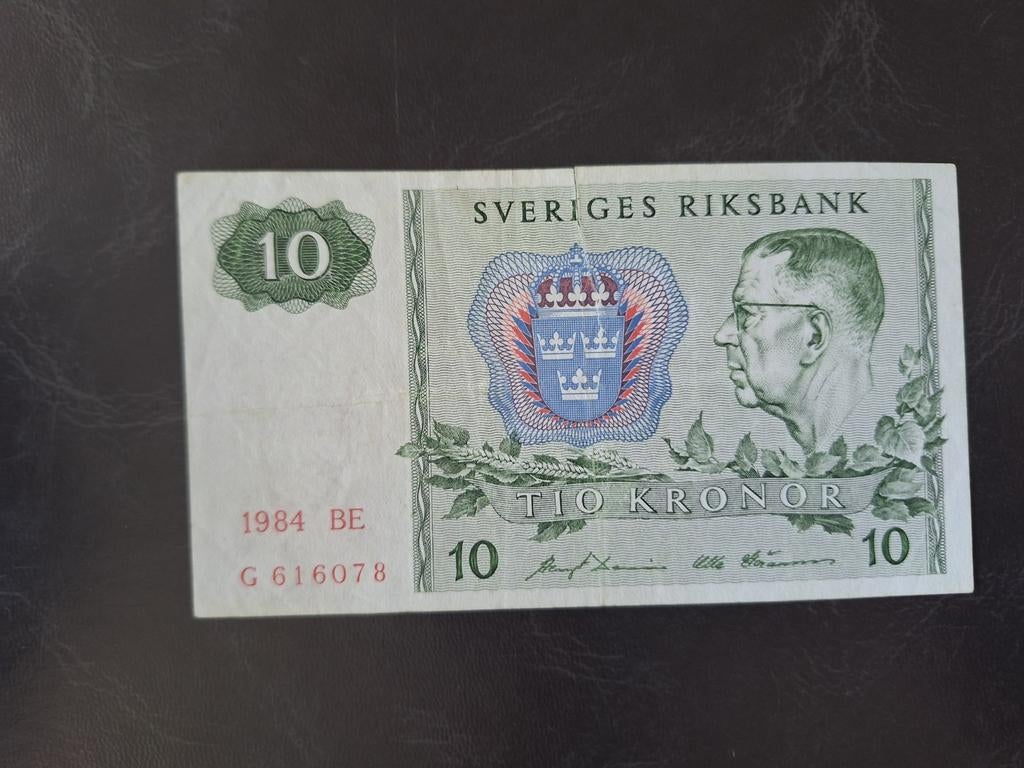 10
SVERIGES RIKSBANK
TIO KRONOR
1984 BE
G 616078
10
10